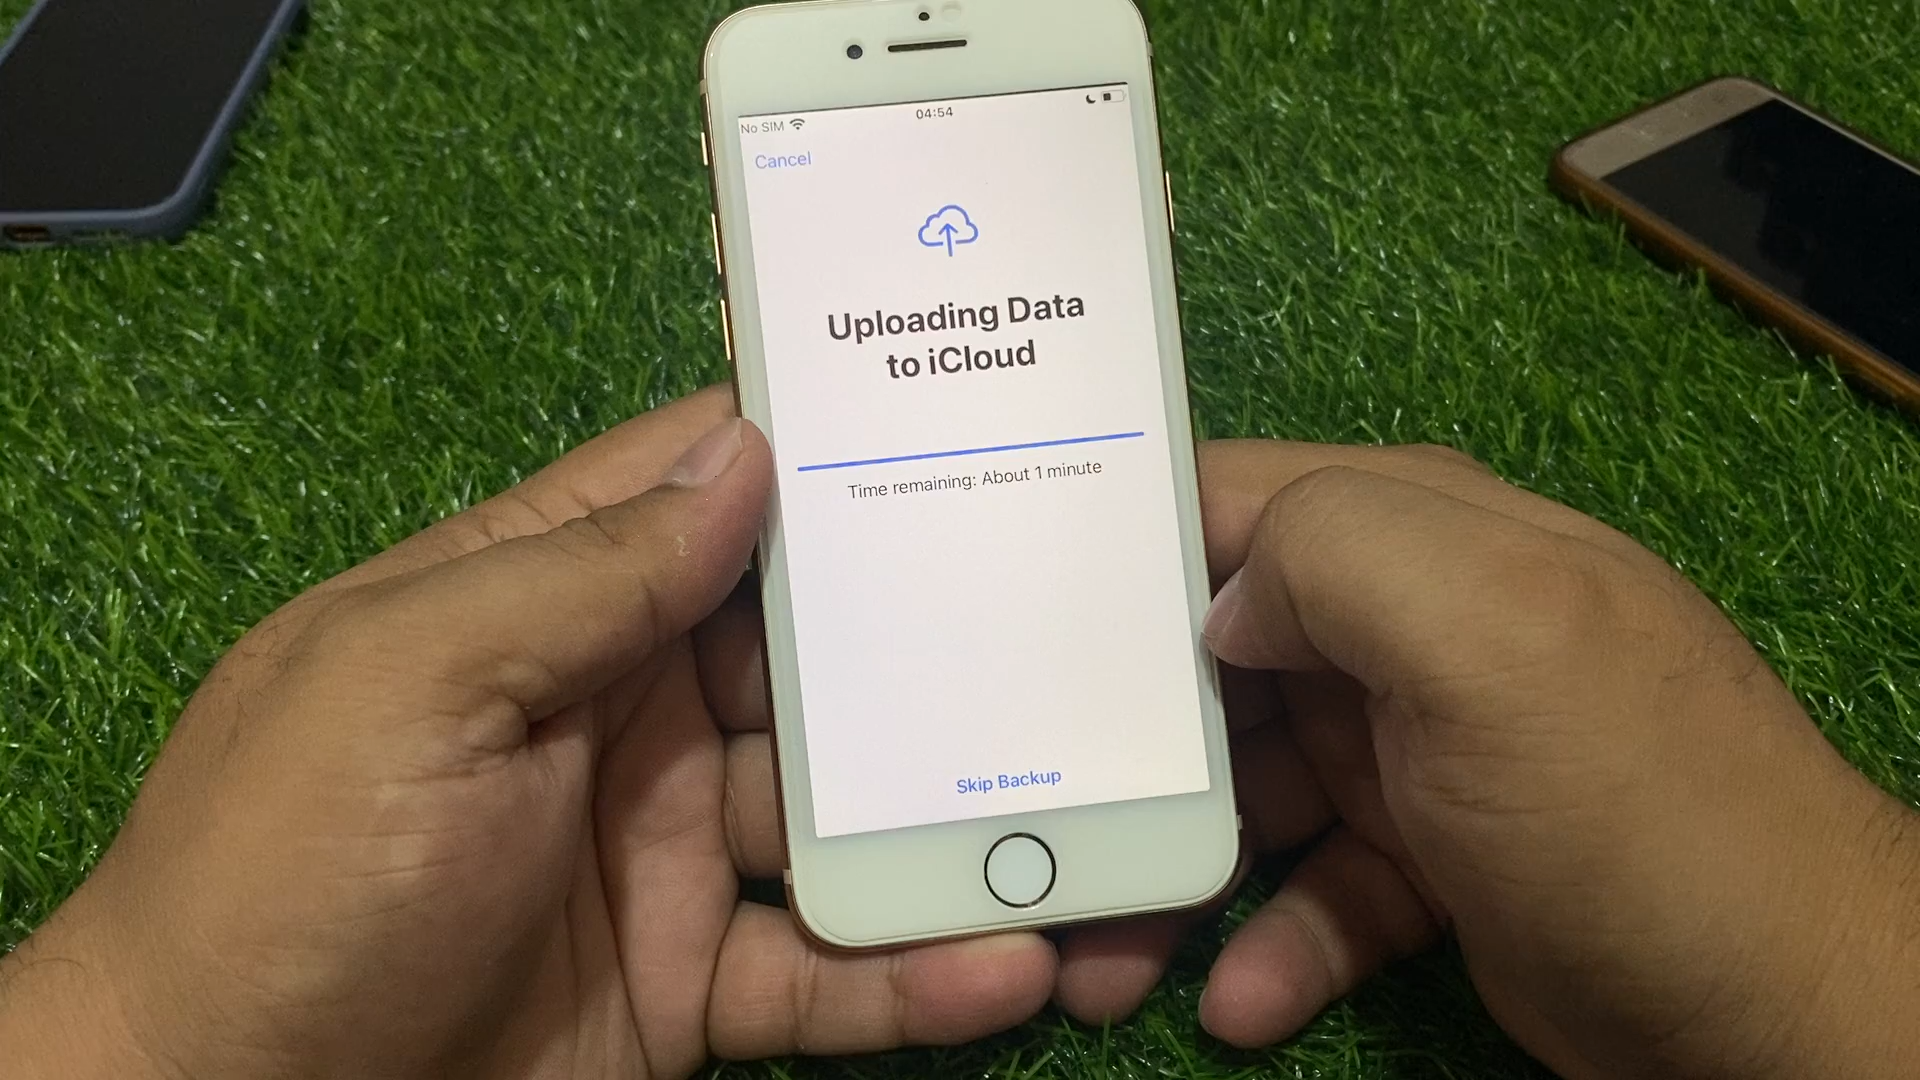 No SIM 04:54
Cancel
Uploading Data
to iCloud
Time remaining: About 1 minute
Skip Backup